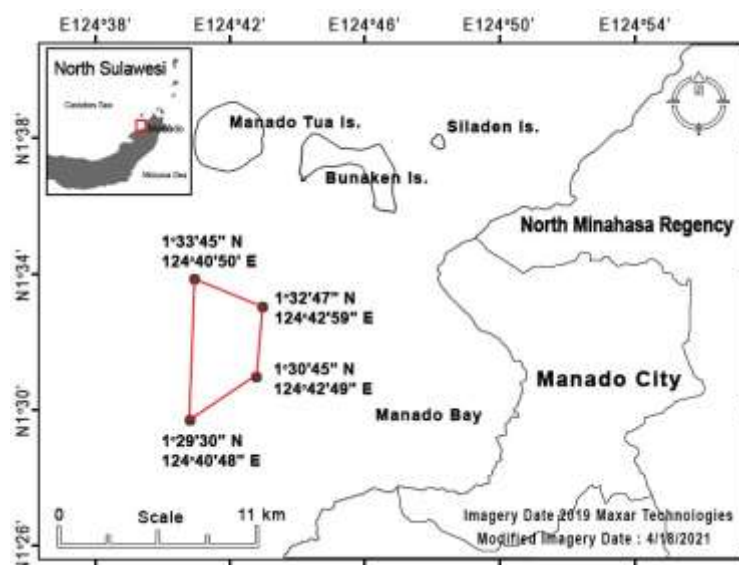 E124°38' E124°42' E124°46' E124°50' E124°54'
North Sulawesi
Manado Tua Is.
Siladen Is.
Bunaken Is.
N1°38'
North Minahasa Regency
1°33'45" N
124°40'50' E
N1°34'
1°32'47" N
124°42'59" E
1°30'45" N
124°42'49" E
Manado City
N1°30'
Manado Bay
1°29'30" N
124°40'48" E
0 Scale 11 km
Imagery Date 2019 Maxar Technologies
Modified Imagery Date : 4/18/2021
N1°26'